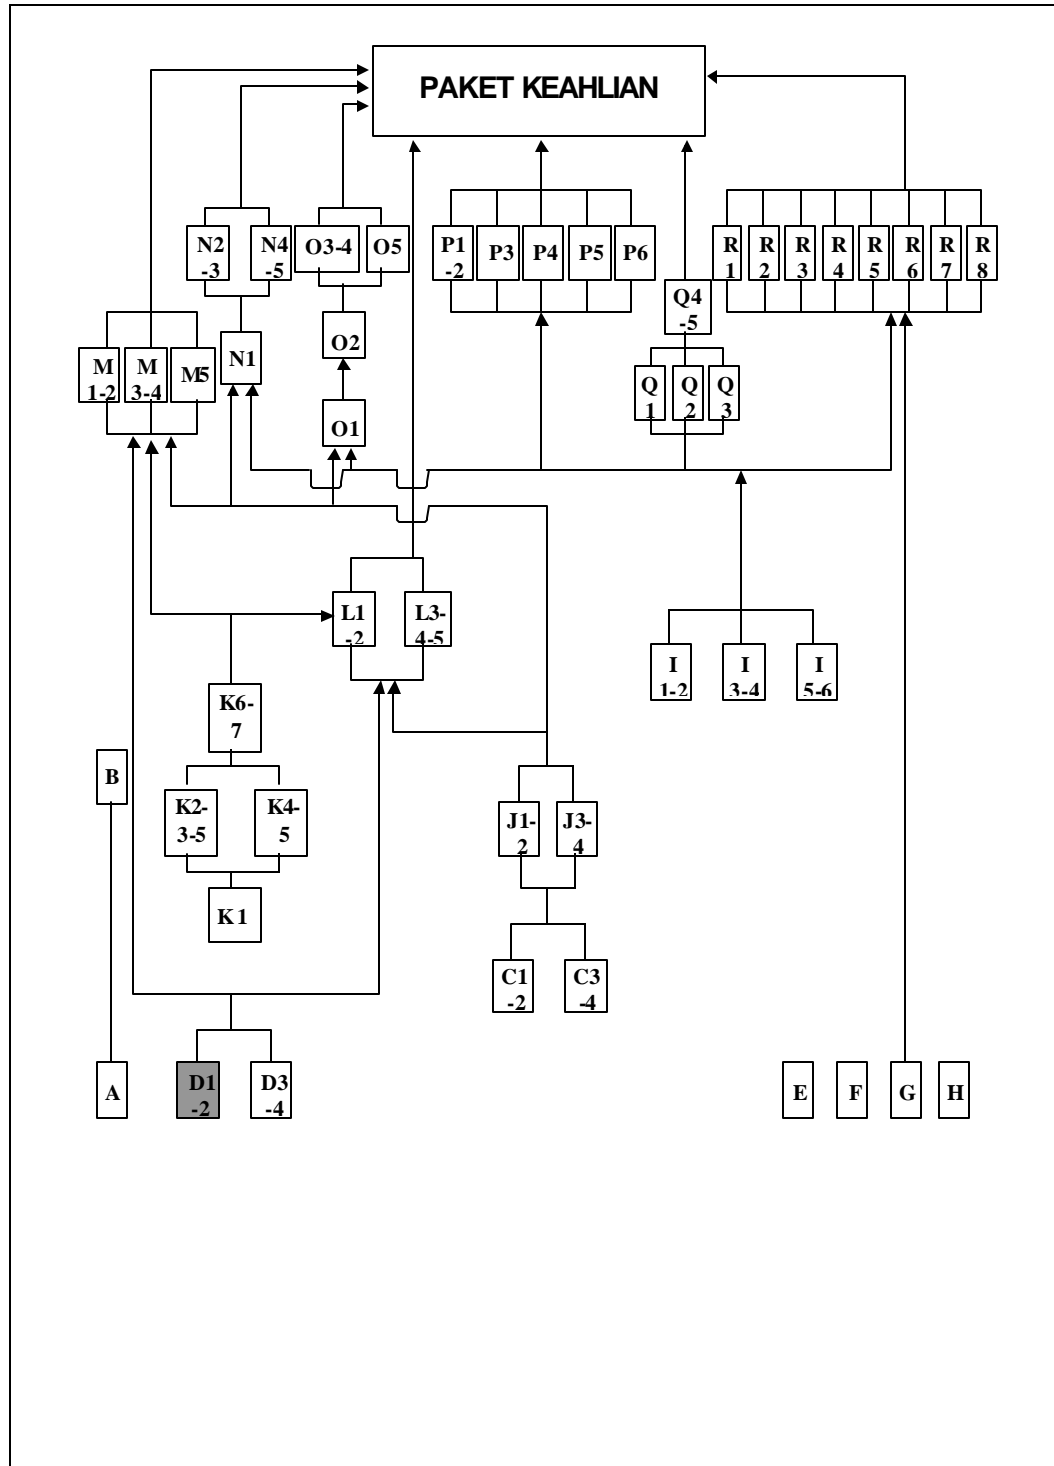 PAKET KEAHLIAN
N2
-3
N4
-5
O3-4
O5
P1
-2
P3
P4
P5
P6
R
1
R
2
R
3
R
4
R
5
R
6
R
7
R
8
Q4
-5
M
1-2
M
3-4
M5
N1
O2
Q
1
Q
2
Q
3
O1
L1
-2
L3-
4-5
I
1-2
I
3-4
I
5-6
K6-
7
B
K2-
3-5
K4-
5
J1-
2
J3-
4
K1
C1
-2
C3
-4
A
D1
-2
D3
-4
E
F
G
H